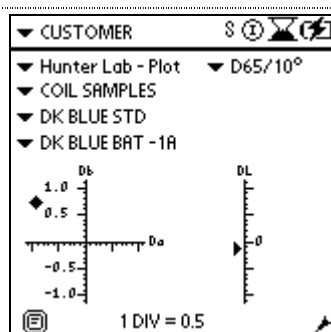 CUSTOMER 8
Hunter Lab - Plot D65/10°
COIL SAMPLES
DK BLUE STD
DK BLUE BAT -1A
Db DL
1.0
0.5
Da 0
-0.5
-1.0
1 DIV = 0.5